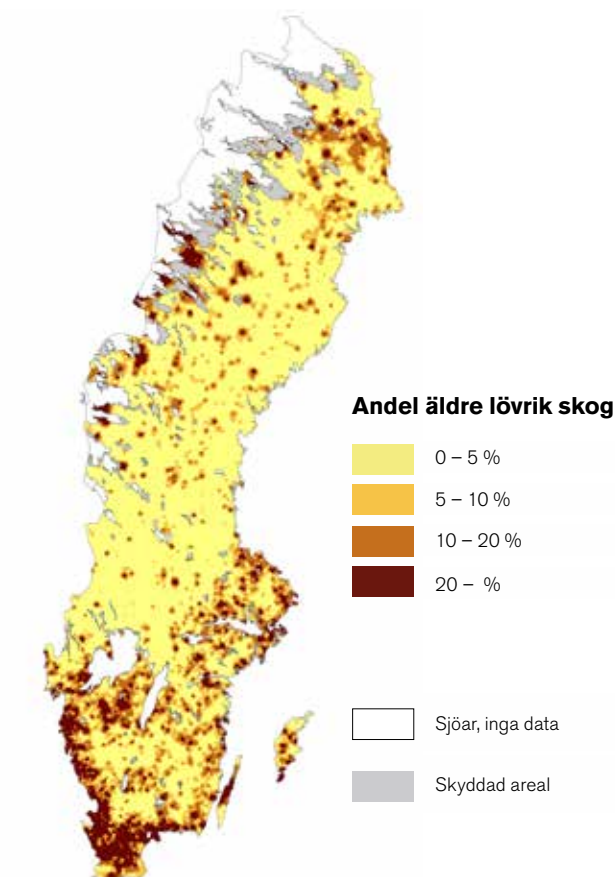 Andel äldre lövrik skog
0 – 5 %
5 – 10 %
10 – 20 %
20 – %
Sjöar, inga data
Skyddad areal